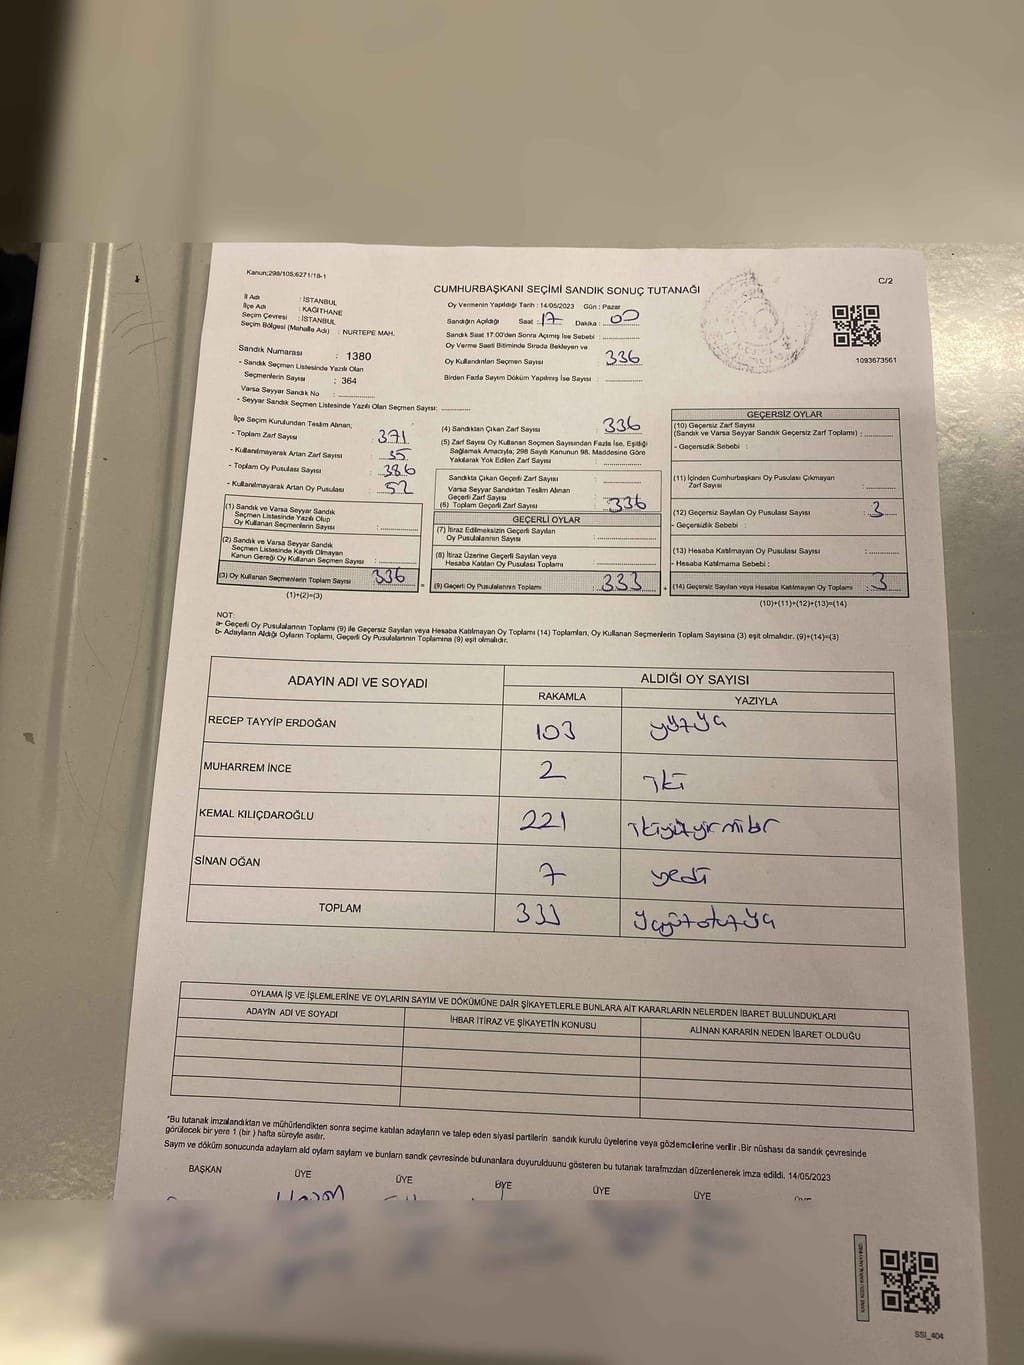 Kanun;298/105;6271/18-1
C/2
CUMHURBAŞKANI SEÇİMİ SANDIK SONUÇ TUTANAĞI
İl Adı : İSTANBUL
İlçe Adı : KAĞITHANE
Seçim Çevresi : İSTANBUL
Seçim Bölgesi (Mahalle Adı) : NURTEPE MAH.
Sandık Numarası : 1380
- Sandık Seçmen Listesinde Yazılı Olan
Seçmenlerin Sayısı : 364
Varsa Seyyar Sandık No : ..............
- Seyyar Sandık Seçmen Listesinde Yazılı Olan Seçmen Sayısı: ..............
Oy Vermenin Yapıldığı Tarih : 14/05/2023 Gün : Pazar
Sandığın Açıldığı Saat : 17 Dakika : 00
Sandık Saat 17:00'den Sonra Açımış İse Sebebi : ..............
Oy Verme Saati Bitiminde Sırada Bekleyen ve
Oy Kullandırılan Seçmen Sayısı : 336
Birden Fazla Sayım Döküm Yapılmış İse Sayısı : ..............
1093673561
İlçe Seçim Kurulundan Teslim Alınan;
- Toplam Zarf Sayısı : 371
- Kullanılmayarak Artan Zarf Sayısı : 35
- Toplam Oy Pusulası Sayısı : 386
- Kullanılmayarak Artan Oy Pusulası : 52
(1) Sandık ve Varsa Seyyar Sandık
Seçmen Listesinde Yazılı Olup
Oy Kullanan Seçmenlerin Sayısı : ..............
(2) Sandık ve Varsa Seyyar Sandık
Seçmen Listesinde Kayıtlı Olmayan
Kanun Gereği Oy Kullanan Seçmen Sayısı : ..............
(3) Oy Kullanan Seçmenlerin Toplam Sayısı : 336 =
(1)+(2)=(3)
(4) Sandıktan Çıkan Zarf Sayısı : 336
(5) Zarf Sayısı Oy Kullanan Seçmen Sayısından Fazla İse, Eşitliği
Sağlamak Amacıyla; 298 Sayılı Kanunun 98. Maddesine Göre
Yakılarak Yok Edilen Zarf Sayısı : ..............
Sandıkta Çıkan Geçerli Zarf Sayısı : ..............
Varsa Seyyar Sandıktan Teslim Alınan
Geçerli Zarf Sayısı : ..............
(6) Toplam Geçerli Zarf Sayısı : 336
GEÇERLİ OYLAR
(7) İtiraz Edilmeksizin Geçerli Sayılan
Oy Pusulalarının Sayısı : ..............
(8) İtiraz Üzerine Geçerli Sayılan veya
Hesaba Katılan Oy Pusulaları Toplamı : ..............
(9) Geçerli Oy Pusulalarının Toplamı : 333 +
GEÇERSİZ OYLAR
(10) Geçersiz Zarf Sayısı
(Sandık ve Varsa Seyyar Sandık Geçersiz Zarf Toplamı) : ..............
- Geçersizlik Sebebi :
(11) İçinden Cumhurbaşkanı Oy Pusulası Çıkmayan
Zarf Sayısı : ..............
(12) Geçersiz Sayılan Oy Pusulası Sayısı : 3
- Geçersizlik Sebebi :
(13) Hesaba Katılmayan Oy Pusulası Sayısı : ..............
- Hesaba Katılmama Sebebi :
(14) Geçersiz Sayılan veya Hesaba Katılmayan Oy Toplamı : 3
(10)+(11)+(12)+(13)=(14)
NOT:
a- Geçerli Oy Pusulalarının Toplamı (9) ile Geçersiz Sayılan veya Hesaba Katılmayan Oy Toplamı (14) Toplamları, Oy Kullanan Seçmenlerin Toplam Sayısına (3) eşit olmalıdır. (9)+(14)=(3)
b- Adayların Aldığı Oyların Toplamı, Geçerli Oy Pusulalarının Toplamına (9) eşit olmalıdır.
ADAYIN ADI VE SOYADI
ALDIĞI OY SAYISI
RAKAMLA YAZIYLA
RECEP TAYYİP ERDOĞAN 103
MUHARREM İNCE 2 iki
KEMAL KILIÇDAROĞLU 221 ikiyüzyirmibir
SİNAN OĞAN 7 yedi
TOPLAM 333
OYLAMA İŞ VE İŞLEMLERİNE VE OYLARIN SAYIM VE DÖKÜMÜNE DAİR ŞİKAYETLERLE BUNLARA AİT KARARLARIN NELERDEN İBARET BULUNDUKLARI
ADAYIN ADI VE SOYADI İHBAR İTİRAZ VE ŞİKAYETİN KONUSU ALINAN KARARIN NEDEN İBARET OLDUĞU
*Bu tutanak imzalandıktan ve mühürlendikten sonra seçime katılan adayların ve talep eden siyasi partilerin sandık kurulu üyelerine veya gözlemcilerine verilir .Bir nüshası da sandık çevresinde
görülecek bir yere 1 (bir ) hafta süreyle asılır.
Sayım ve döküm sonucunda adayların ald oyların sayıları ve bunların sandk çevresinde bulunanlara duyurulduunu gösteren bu tutanak tarafmzdan düzenlenerek imza edildi. 14/05/2023
BAŞKAN ÜYE ÜYE ÜYE ÜYE ÜYE
SSI_404